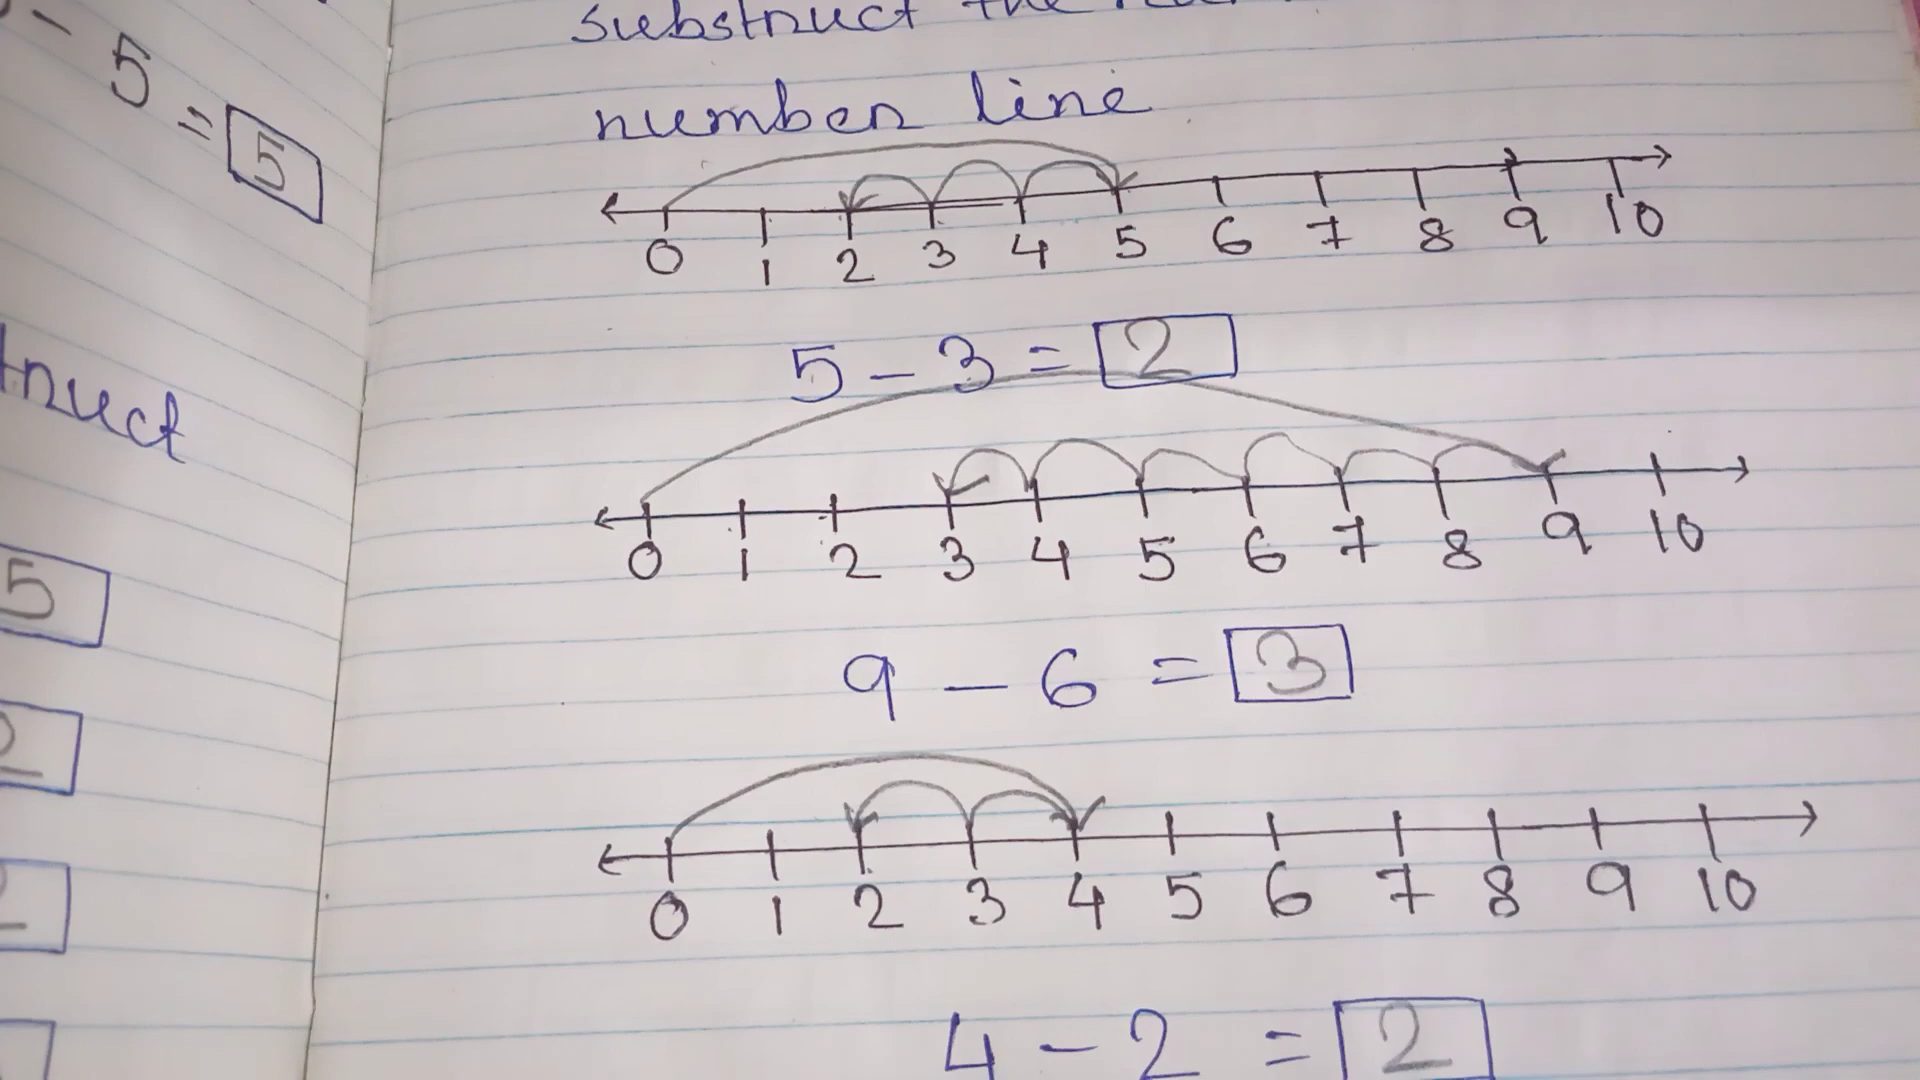 - 5 = 5
truct
5
2
substruct the
number line
0 1 2 3 4 5 6 7 8 9 10
5 - 3 = 2
0 1 2 3 4 5 6 7 8 9 10
9 - 6 = 3
0 1 2 3 4 5 6 7 8 9 10
4 - 2 = 2